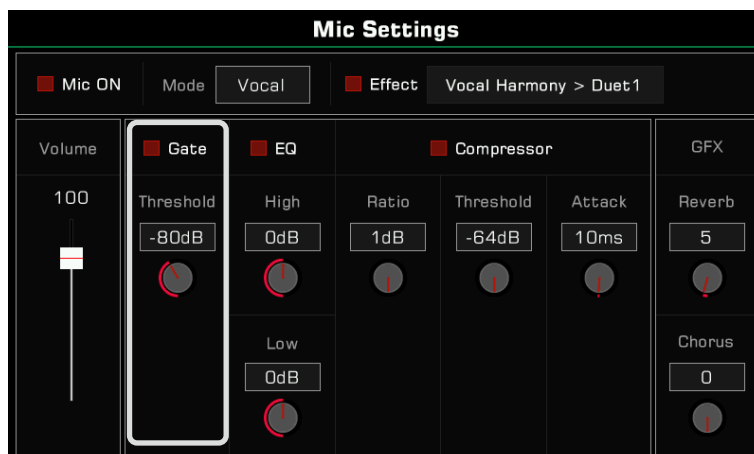 Mic Settings
Mic ON Mode Vocal Effect Vocal Harmony > Duet1
Volume Gate EQ Compressor GFX
100 Threshold High Ratio Threshold Attack Reverb
-80dB 0dB 1dB -64dB 10ms 5
Low Chorus
0dB 0